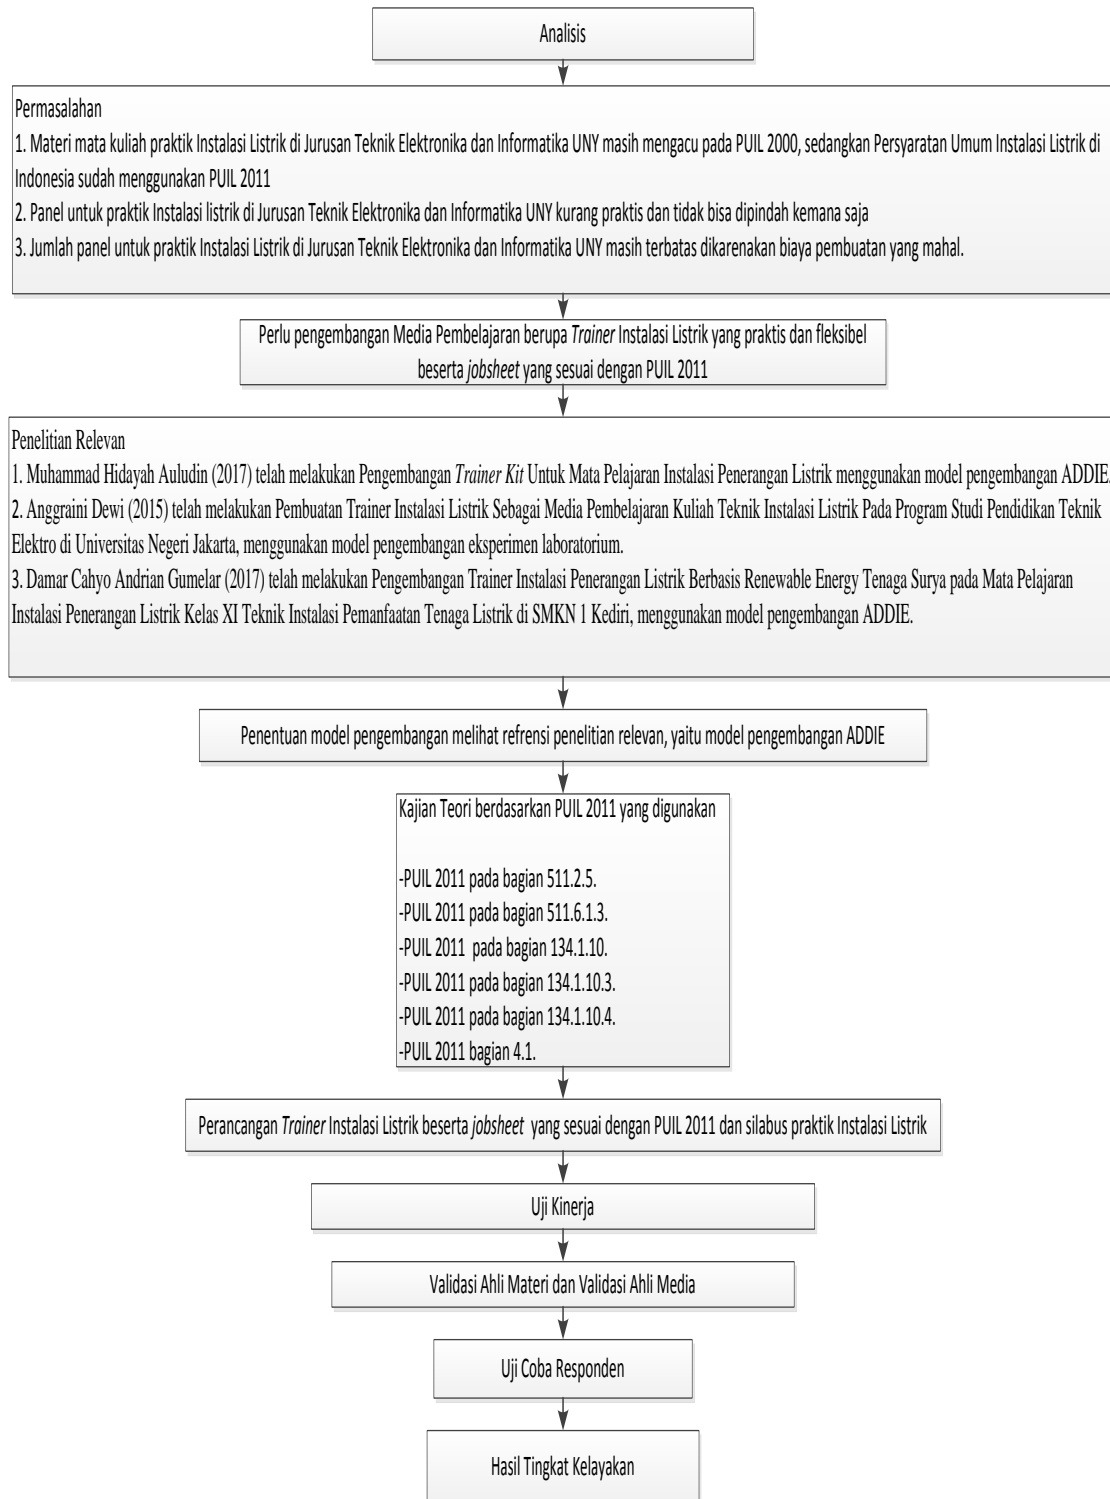 Analisis
Permasalahan
1. Materi mata kuliah praktik Instalasi Listrik di Jurusan Teknik Elektronika dan Informatika UNY masih mengacu pada PUIL 2000, sedangkan Persyaratan Umum Instalasi Listrik di
Indonesia sudah menggunakan PUIL 2011
2. Panel untuk praktik Instalasi listrik di Jurusan Teknik Elektronika dan Informatika UNY kurang praktis dan tidak bisa dipindah kemana saja
3. Jumlah panel untuk praktik Instalasi Listrik di Jurusan Teknik Elektronika dan Informatika UNY masih terbatas dikarenakan biaya pembuatan yang mahal.
Perlu pengembangan Media Pembelajaran berupa Trainer Instalasi Listrik yang praktis dan fleksibel
beserta jobsheet yang sesuai dengan PUIL 2011
Penelitian Relevan
1. Muhammad Hidayah Auludin (2017) telah melakukan Pengembangan Trainer Kit Untuk Mata Pelajaran Instalasi Penerangan Listrik menggunakan model pengembangan ADDIE.
2. Anggraini Dewi (2015) telah melakukan Pembuatan Trainer Instalasi Listrik Sebagai Media Pembelajaran Kuliah Teknik Instalasi Listrik Pada Program Studi Pendidikan Teknik
Elektro di Universitas Negeri Jakarta, menggunakan model pengembangan eksperimen laboratorium.
3. Damar Cahyo Andrian Gumelar (2017) telah melakukan Pengembangan Trainer Instalasi Penerangan Listrik Berbasis Renewable Energy Tenaga Surya pada Mata Pelajaran
Instalasi Penerangan Listrik Kelas XI Teknik Instalasi Pemanfaatan Tenaga Listrik di SMKN 1 Kediri, menggunakan model pengembangan ADDIE.
Penentuan model pengembangan melihat refrensi penelitian relevan, yaitu model pengembangan ADDIE
Kajian Teori berdasarkan PUIL 2011 yang digunakan
-PUIL 2011 pada bagian 511.2.5.
-PUIL 2011 pada bagian 511.6.1.3.
-PUIL 2011 pada bagian 134.1.10.
-PUIL 2011 pada bagian 134.1.10.3.
-PUIL 2011 pada bagian 134.1.10.4.
-PUIL 2011 bagian 4.1.
Perancangan Trainer Instalasi Listrik beserta jobsheet yang sesuai dengan PUIL 2011 dan silabus praktik Instalasi Listrik
Uji Kinerja
Validasi Ahli Materi dan Validasi Ahli Media
Uji Coba Responden
Hasil Tingkat Kelayakan